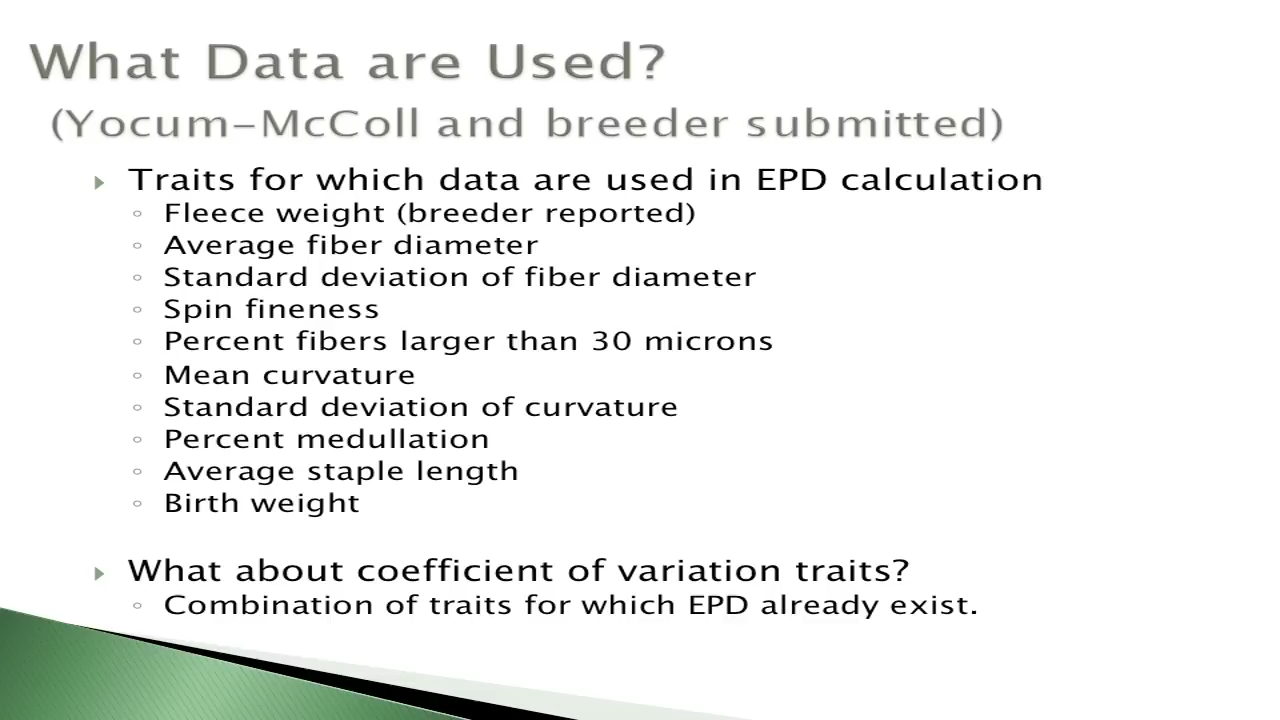 What Data are Used?
(Yocum-McColl and breeder submitted)
Traits for which data are used in EPD calculation
Fleece weight (breeder reported)
Average fiber diameter
Standard deviation of fiber diameter
Spin fineness
Percent fibers larger than 30 microns
Mean curvature
Standard deviation of curvature
Percent medullation
Average staple length
Birth weight
What about coefficient of variation traits?
Combination of traits for which EPD already exist.